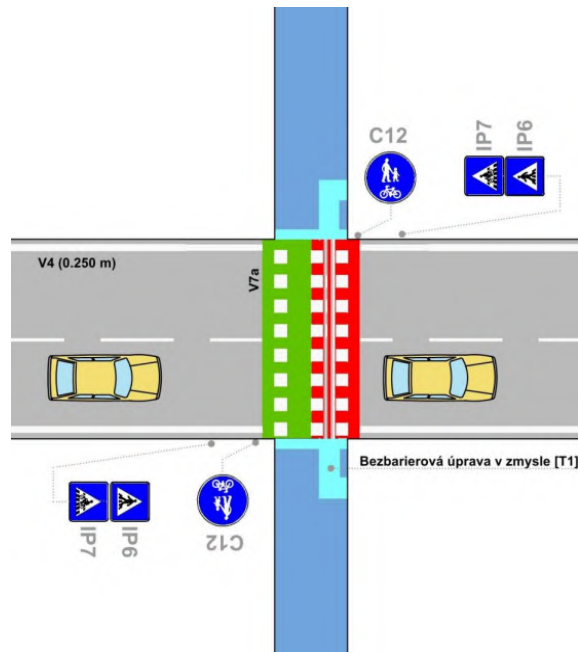 C12
IP7
IP6
V4 (0.250 m)
V7a
Bezbarierová úprava v zmysle [T1]
IP7
IP6
C12